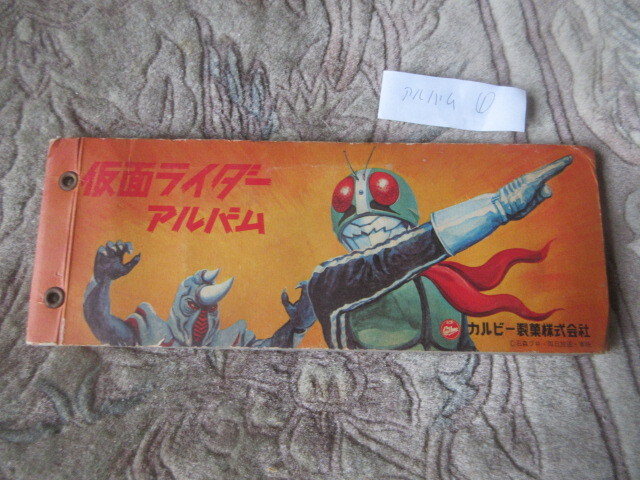 アルバム ①
仮面ライダー
アルバム
カルビー製菓株式会社